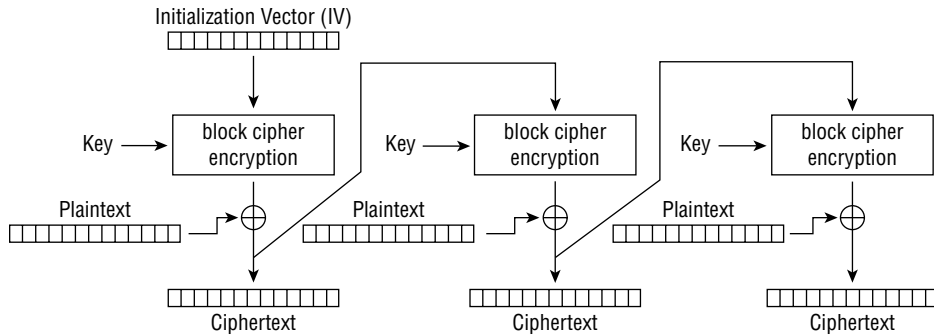 Initialization Vector (IV)
Key
block cipher
encryption
Key
block cipher
encryption
Key
block cipher
encryption
Plaintext
Plaintext
Plaintext
Ciphertext
Ciphertext
Ciphertext